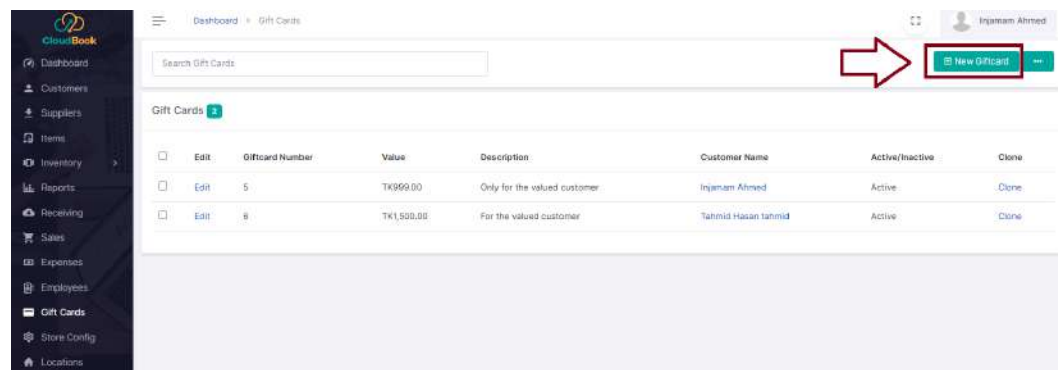 CloudBook
Dashboard
Customers
Suppliers
Items
Inventory
Reports
Receiving
Sales
Expenses
Employees
Gift Cards
Store Config
Locations
Dashboard Gift Cards
Injamam Ahmed
Search Gift Cards
New Giftcard
Gift Cards 2
Edit Giftcard Number Value Description Customer Name Active/Inactive Clone
Edit 5 TK999.00 Only for the valued customer Injamam Ahmed Active Clone
Edit 6 TK1,500.00 For the valued customer Tahmid Hasan tahmid Active Clone